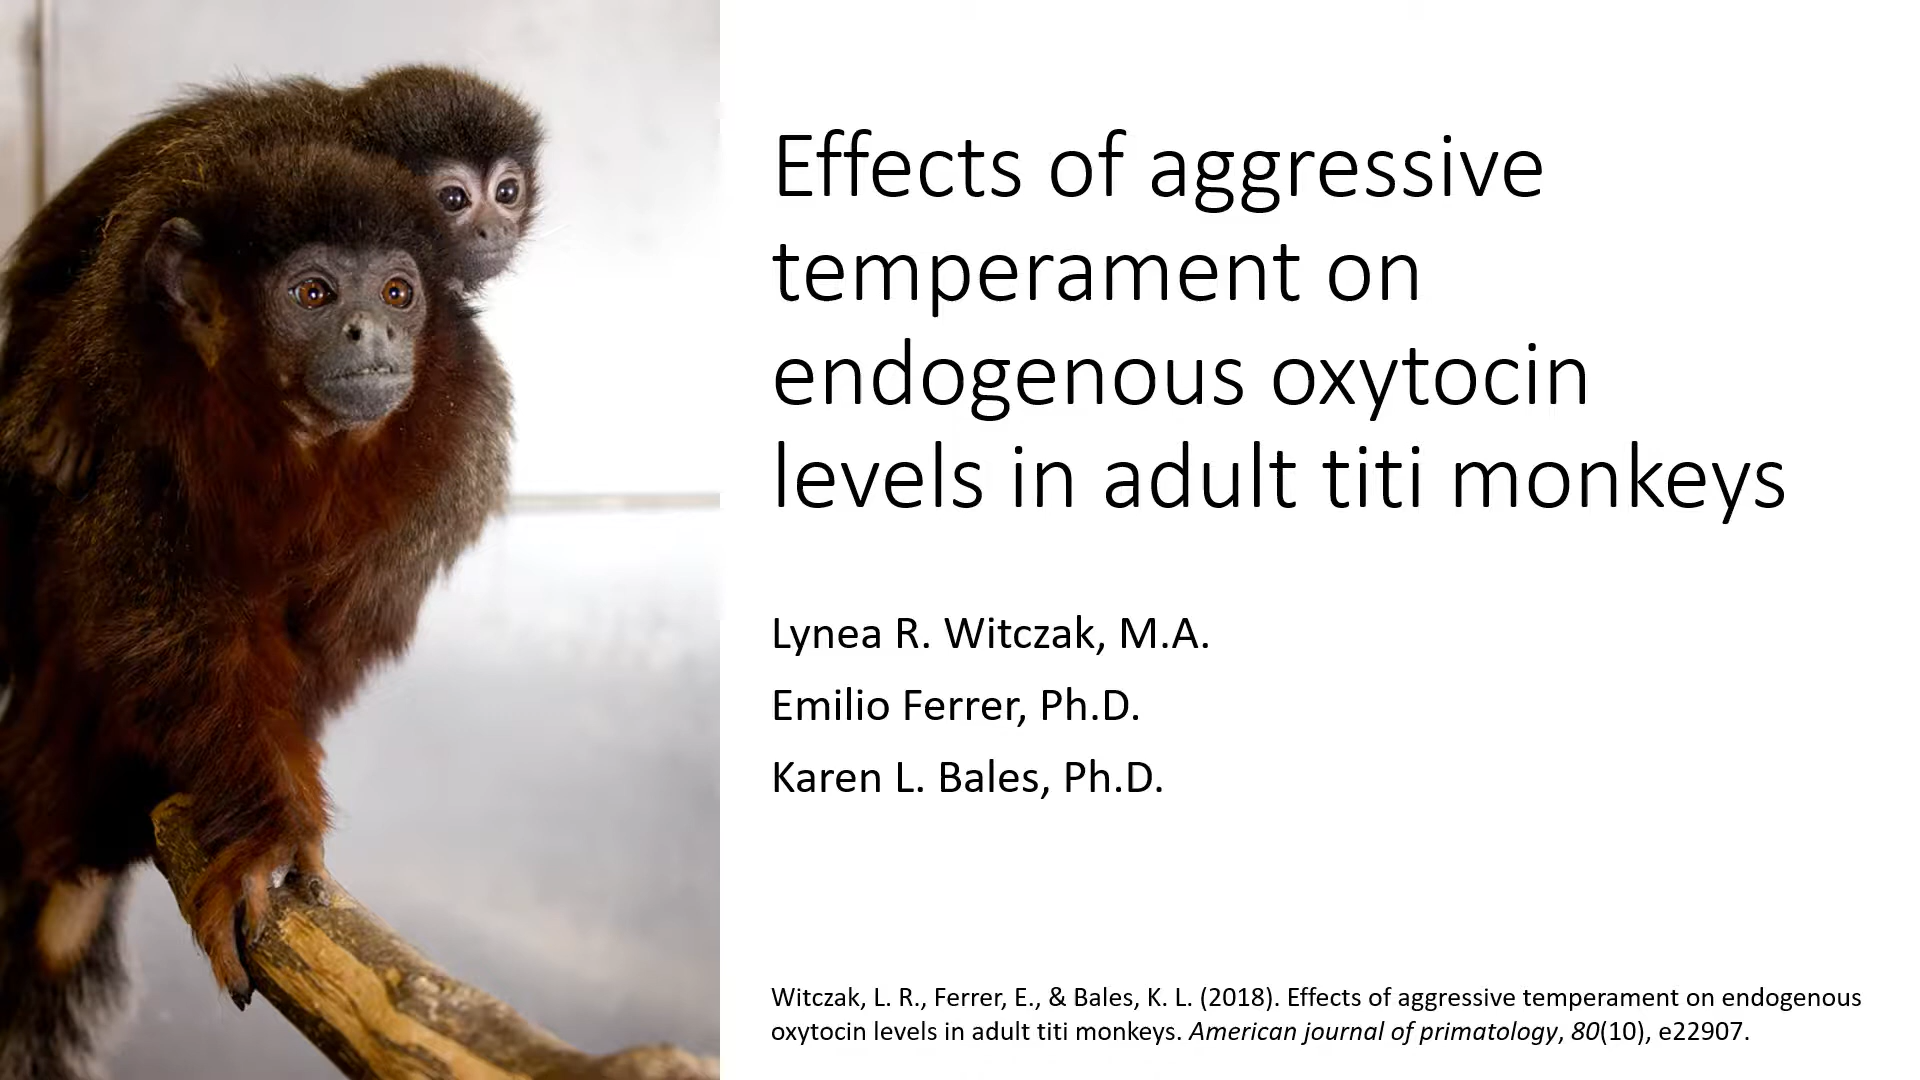 Effects of aggressive
temperament on
endogenous oxytocin
levels in adult titi monkeys
Lynea R. Witczak, M.A.
Emilio Ferrer, Ph.D.
Karen L. Bales, Ph.D.
Witczak, L. R., Ferrer, E., & Bales, K. L. (2018). Effects of aggressive temperament on endogenous
oxytocin levels in adult titi monkeys. American journal of primatology, 80(10), e22907.